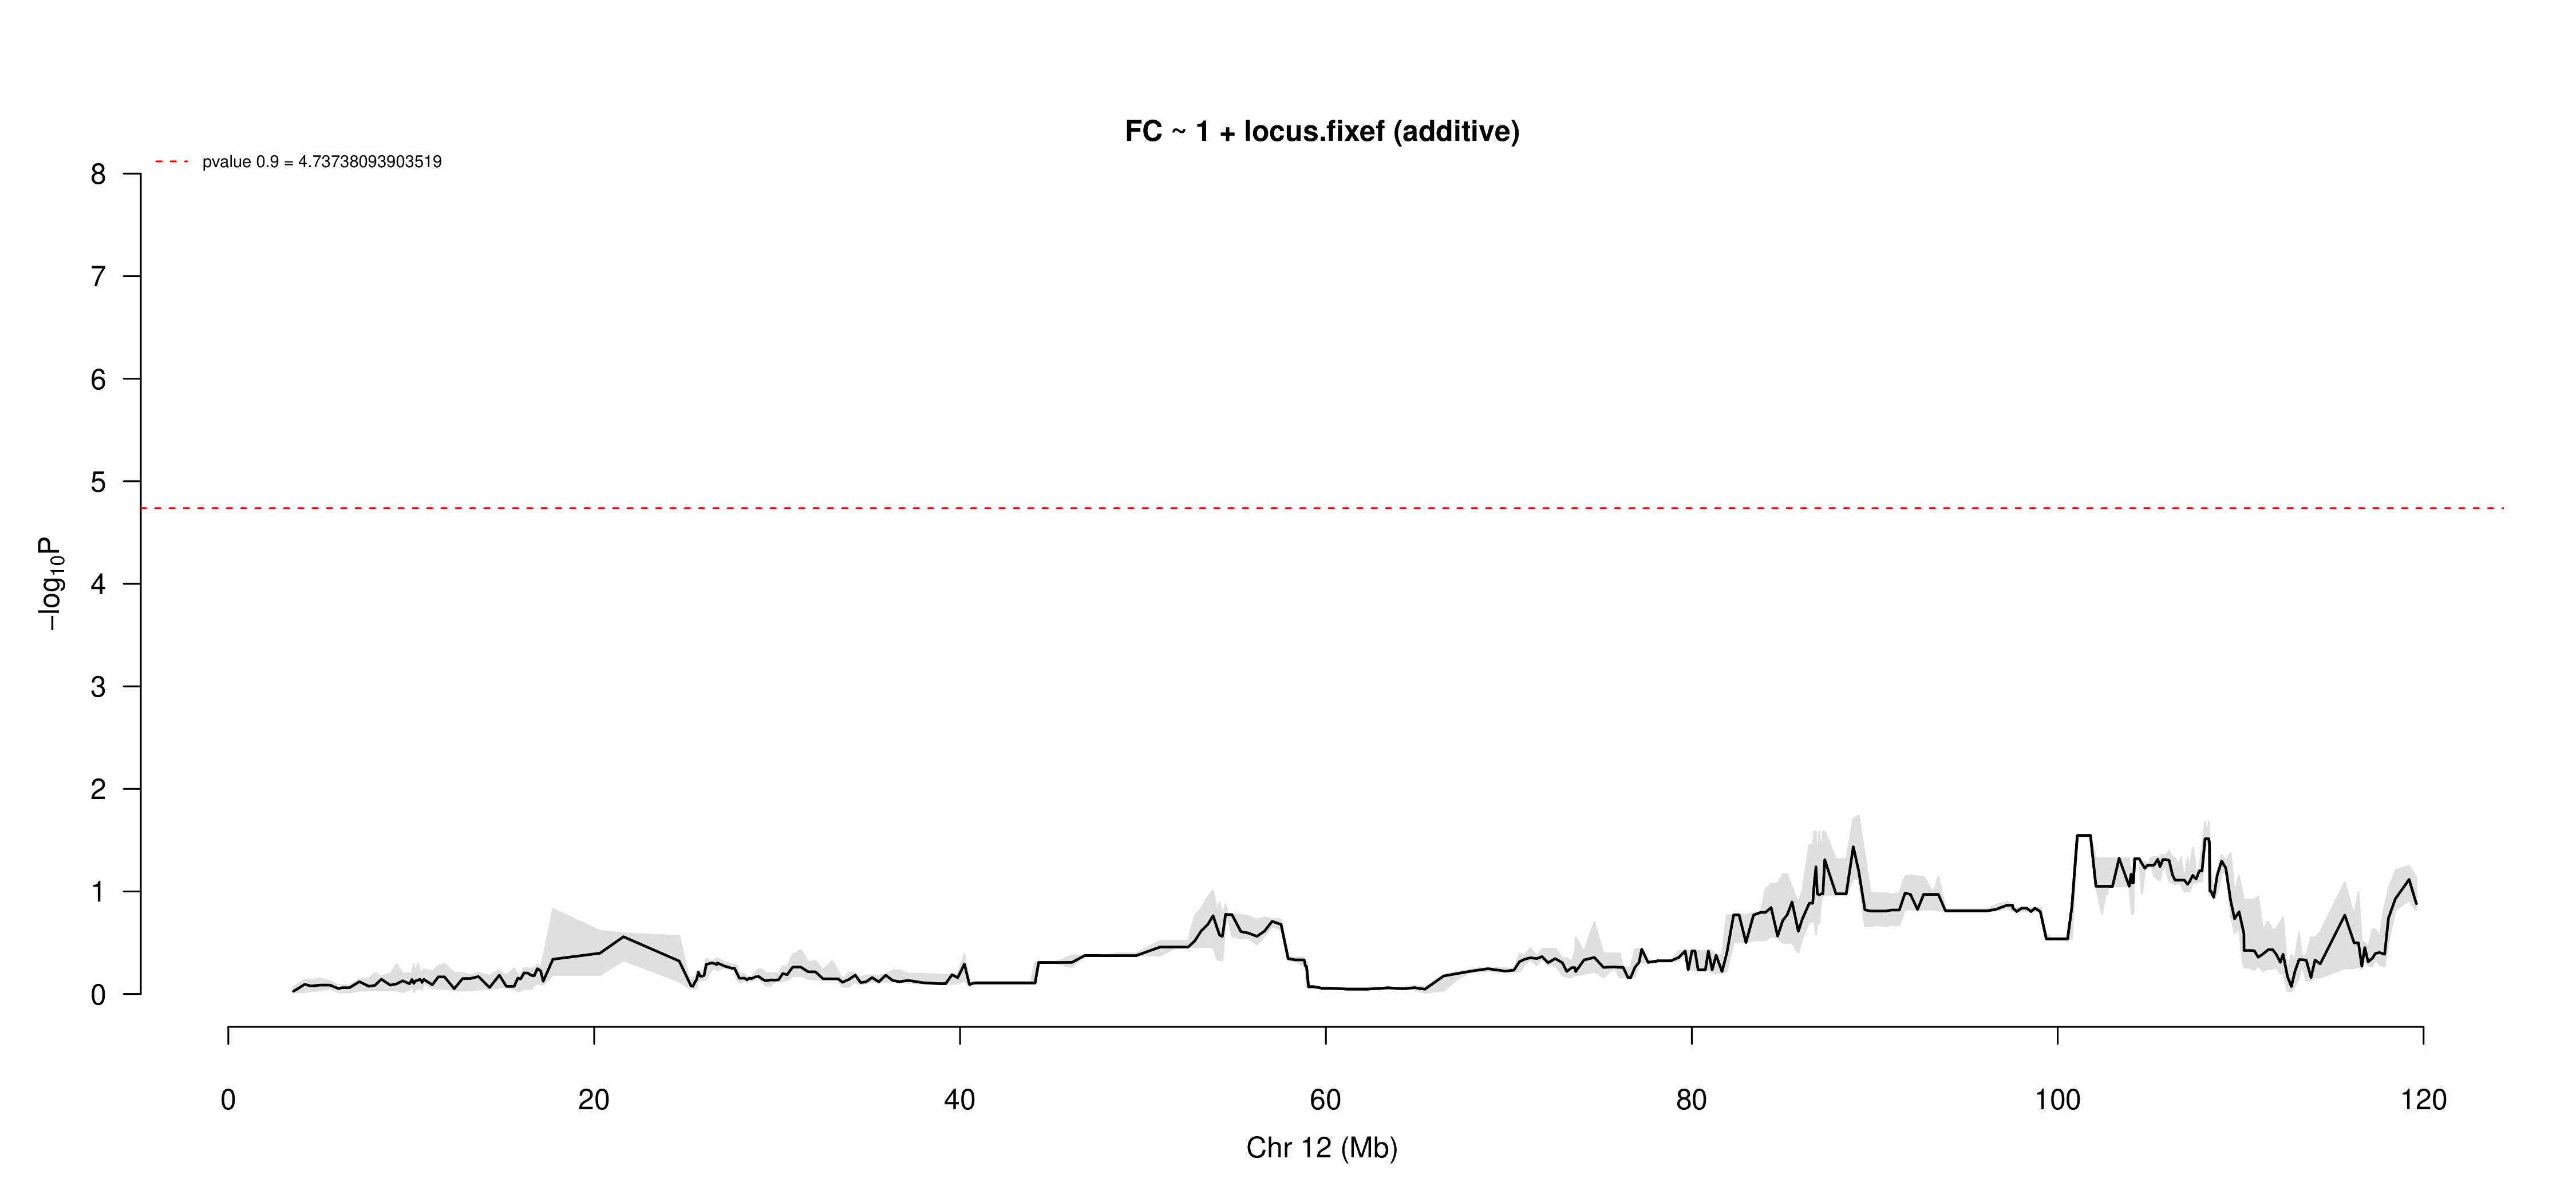 FC ~ 1 + locus.fixef (additive)
pvalue 0.9 = 4.73738093903519
8
7
6
5
4
3
2
1
0
−log10P
0 20 40 60 80 100 120
Chr 12 (Mb)